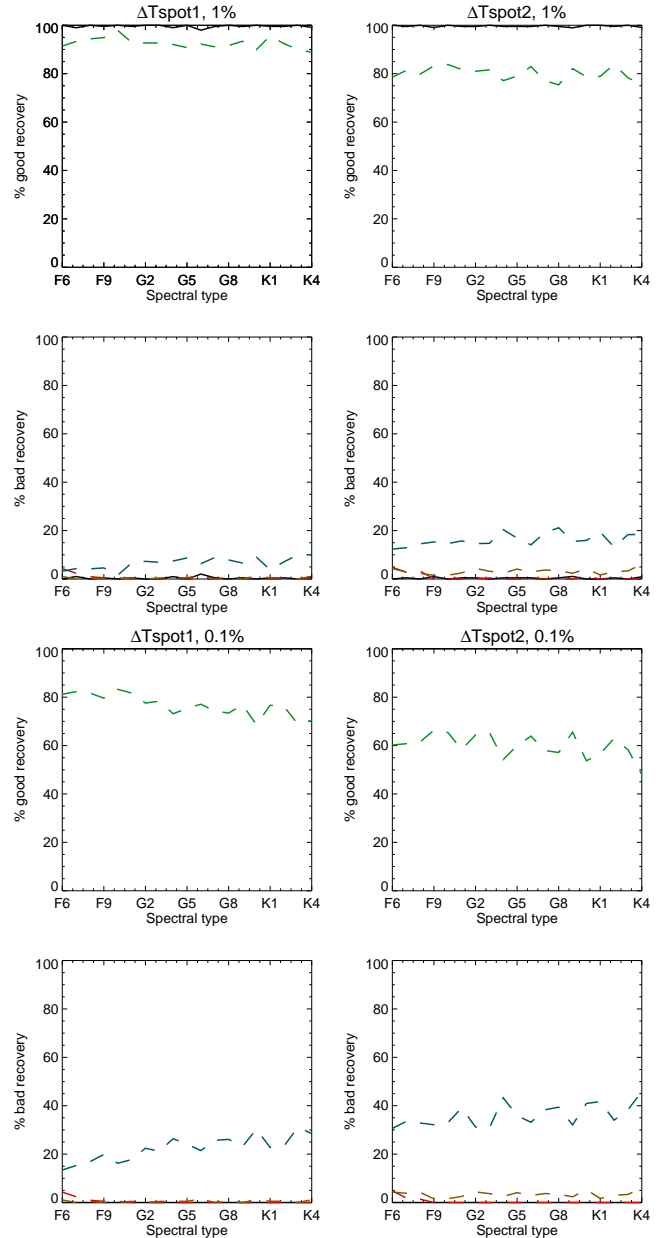 ΔTspot1, 1%
100
80
60
40
20
0
% good recovery
F6 F9 G2 G5 G8 K1 K4
Spectral type
ΔTspot2, 1%
100
80
60
40
20
0
% good recovery
F6 F9 G2 G5 G8 K1 K4
Spectral type
100
80
60
40
20
0
% bad recovery
F6 F9 G2 G5 G8 K1 K4
100
80
60
40
20
0
% bad recovery
F6 F9 G2 G5 G8 K1 K4
ΔTspot1, 0.1%
100
80
60
40
20
0
% good recovery
F6 F9 G2 G5 G8 K1 K4
Spectral type
ΔTspot2, 0.1%
100
80
60
40
20
0
% good recovery
F6 F9 G2 G5 G8 K1 K4
Spectral type
100
80
60
40
20
0
% bad recovery
F6 F9 G2 G5 G8 K1 K4
Spectral type
100
80
60
40
20
0
% bad recovery
F6 F9 G2 G5 G8 K1 K4
Spectral type